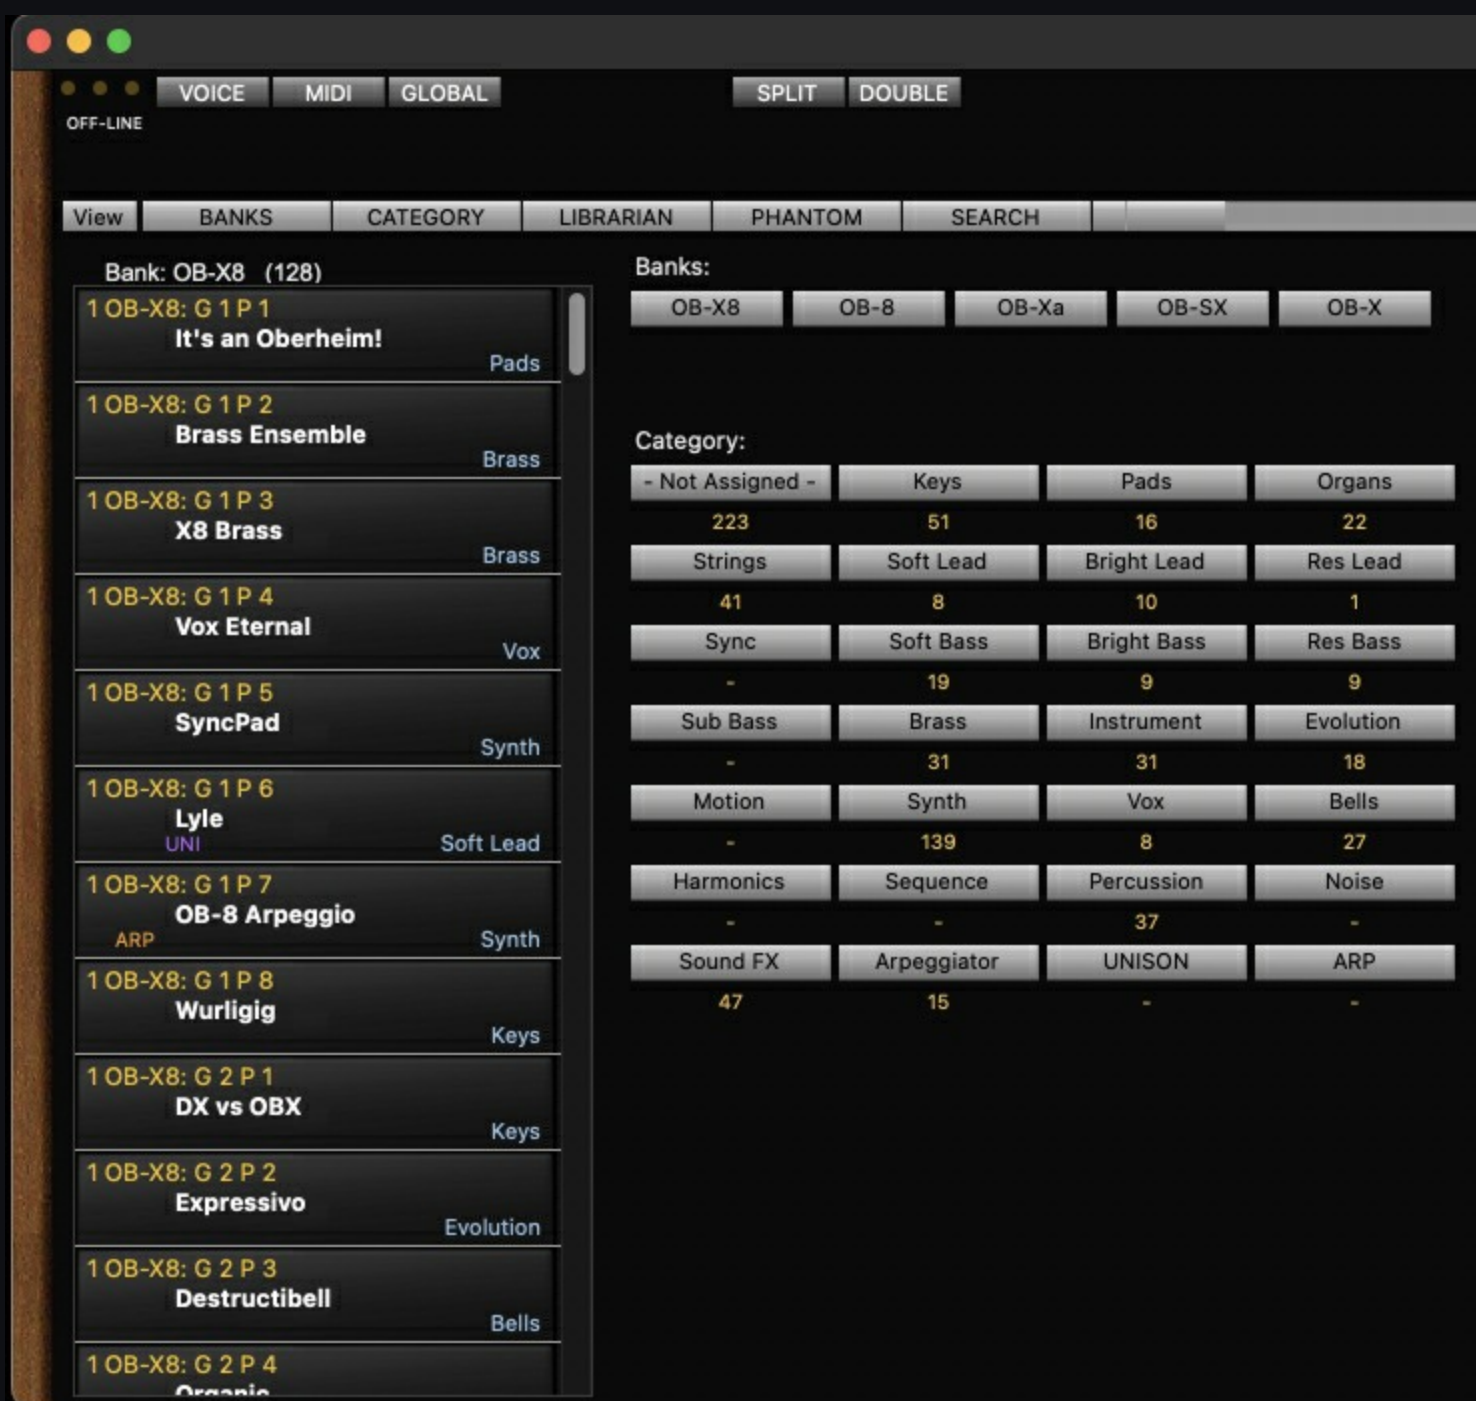 VOICE MIDI GLOBAL SPLIT DOUBLE
OFF-LINE
View BANKS CATEGORY LIBRARIAN PHANTOM SEARCH
Bank: OB-X8 (128)
1 OB-X8: G 1 P 1
It's an Oberheim!
Pads
1 OB-X8: G 1 P 2
Brass Ensemble
Brass
1 OB-X8: G 1 P 3
X8 Brass
Brass
1 OB-X8: G 1 P 4
Vox Eternal
Vox
1 OB-X8: G 1 P 5
SyncPad
Synth
1 OB-X8: G 1 P 6
Lyle
UNI Soft Lead
1 OB-X8: G 1 P 7
OB-8 Arpeggio
ARP Synth
1 OB-X8: G 1 P 8
Wurligig
Keys
1 OB-X8: G 2 P 1
DX vs OBX
Keys
1 OB-X8: G 2 P 2
Expressivo
Evolution
1 OB-X8: G 2 P 3
Destructibell
Bells
1 OB-X8: G 2 P 4
Organic
Banks:
OB-X8 OB-8 OB-Xa OB-SX OB-X
Category:
- Not Assigned - Keys Pads Organs
223 51 16 22
Strings Soft Lead Bright Lead Res Lead
41 8 10 1
Sync Soft Bass Bright Bass Res Bass
- 19 9 9
Sub Bass Brass Instrument Evolution
- 31 31 18
Motion Synth Vox Bells
- 139 8 27
Harmonics Sequence Percussion Noise
- - 37 -
Sound FX Arpeggiator UNISON ARP
47 15 - -